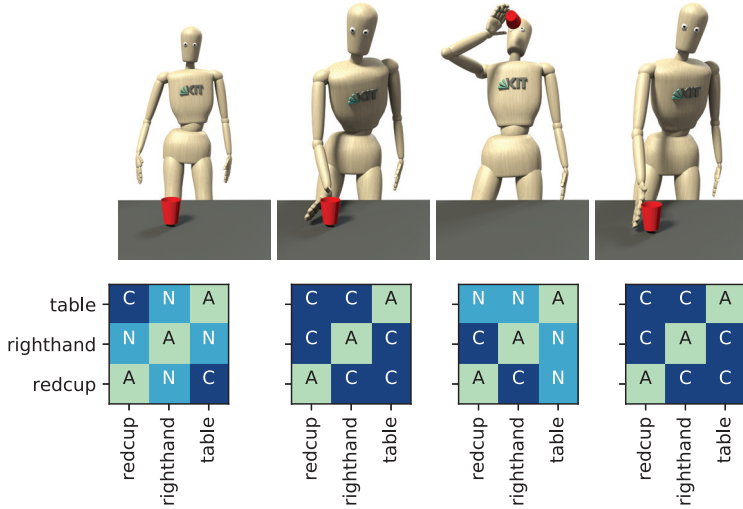 KIT
KIT
KIT
KIT
table
C N A
C C A
N N A
C C A
righthand
N A N
C A C
C A N
C A C
redcup
A N C
A C C
A C N
A C C
redcup
righthand
table
redcup
righthand
table
redcup
righthand
table
redcup
righthand
table